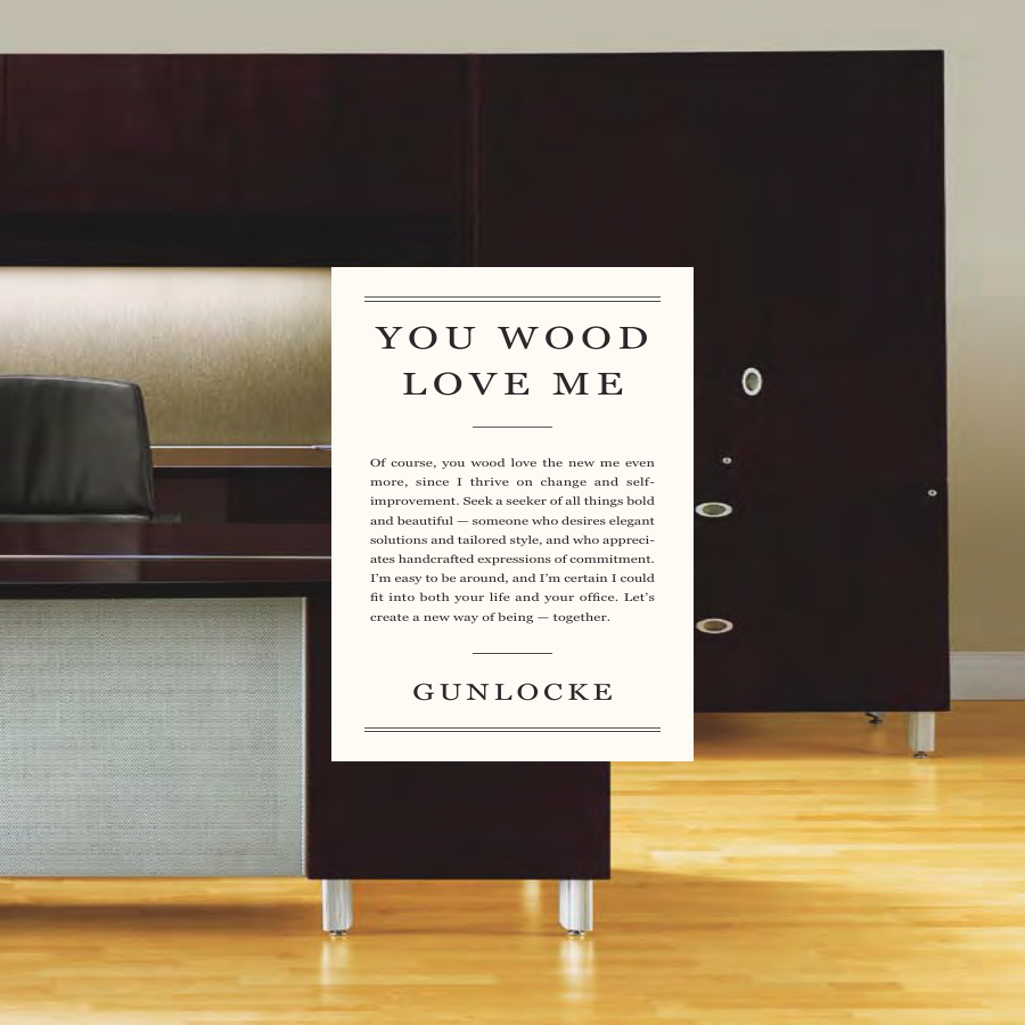 YOU WOOD
LOVE ME
Of course, you wood love the new me even
more, since I thrive on change and self-
improvement. Seek a seeker of all things bold
and beautiful — someone who desires elegant
solutions and tailored style, and who appreci-
ates handcrafted expressions of commitment.
I'm easy to be around, and I'm certain I could
fit into both your life and your office. Let's
create a new way of being — together.
GUNLOCKE